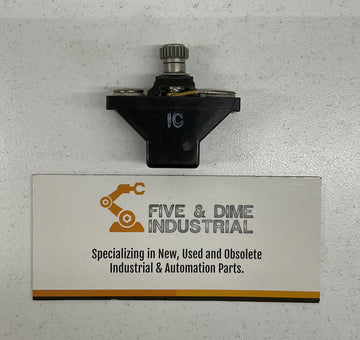 IC
FIVE & DIME
INDUSTRIAL
Specializing in New, Used and Obsolete
Industrial & Automation Parts.